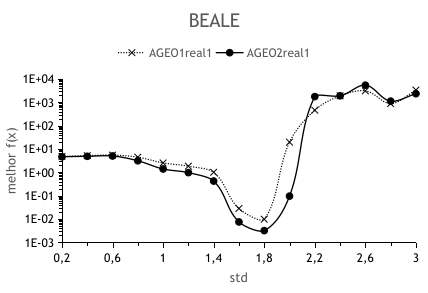 BEALE
AGEO1real1 AGEO2real1
1E+04
1E+03
1E+02
1E+01
1E+00
1E-01
1E-02
1E-03
melhor f(x)
0,2 0,6 1 1,4 1,8 2,2 2,6 3
std